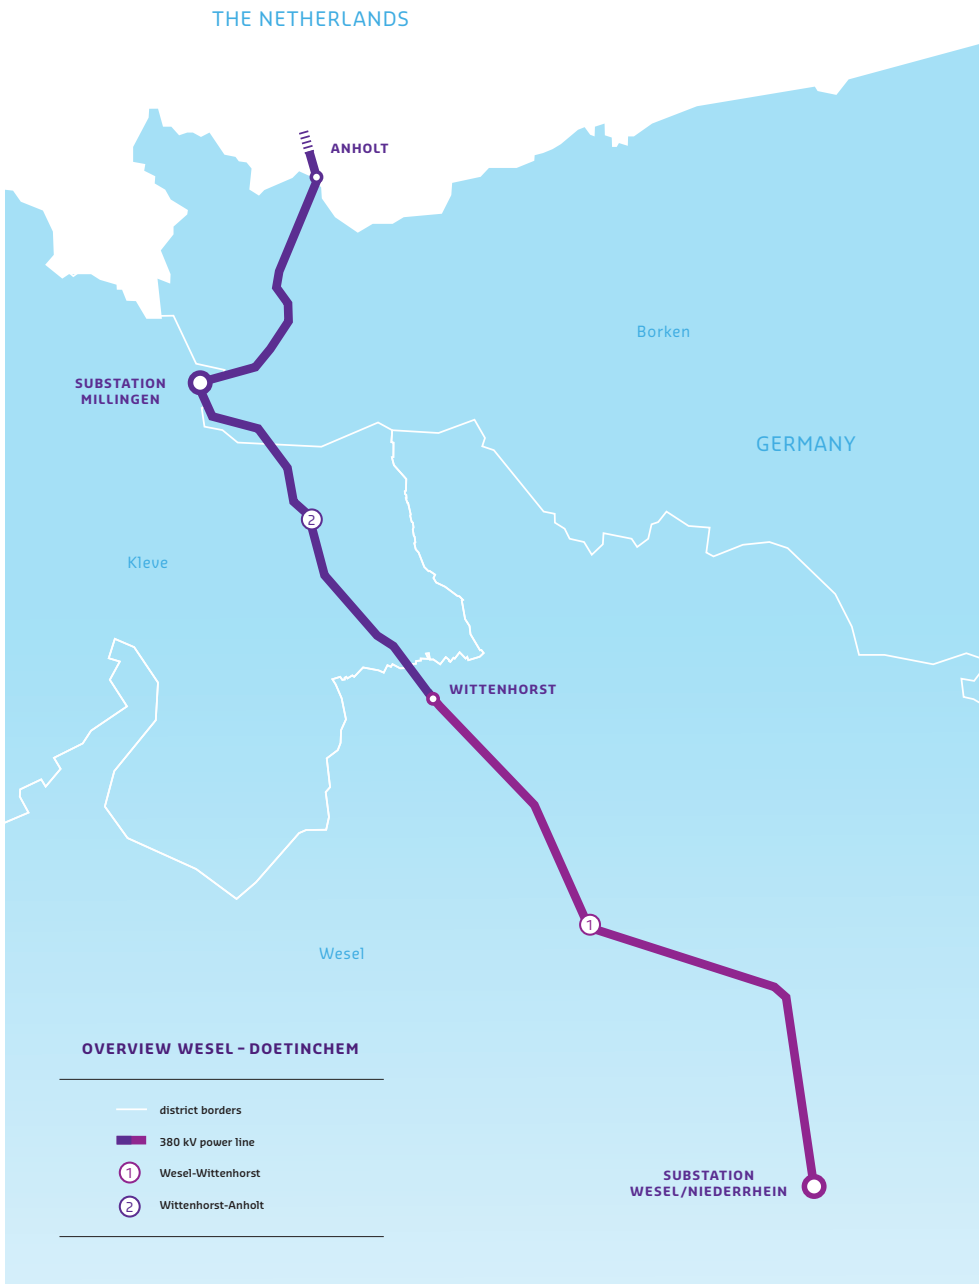 THE NETHERLANDS
ANHOLT
Borken
SUBSTATION
MILLINGEN
GERMANY
2
Kleve
WITTENHORST
1
Wesel
OVERVIEW WESEL – DOETINCHEM
district borders
380 kV power line
1 Wesel-Wittenhorst
2 Wittenhorst-Anholt
SUBSTATION
WESEL/NIEDERRHEIN